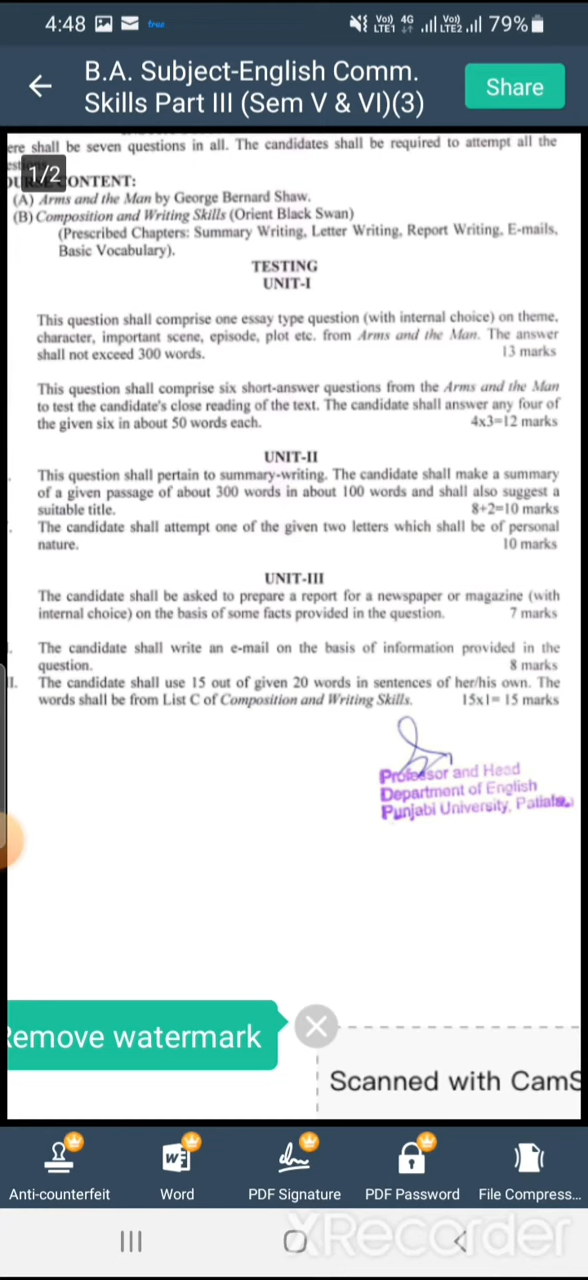 4:48 free Vo)) LTE1 4G Vo)) LTE2 79%
B.A. Subject-English Comm.
Skills Part III (Sem V & VI)(3)
Share
ere shall be seven questions in all. The candidates shall be required to attempt all the
1/2
CONTENT:
(A) Arms and the Man by George Bernard Shaw.
(B) Composition and Writing Skills (Orient Black Swan)
(Prescribed Chapters: Summary Writing, Letter Writing, Report Writing, E-mails,
Basic Vocabulary).
TESTING
UNIT-I
This question shall comprise one essay type question (with internal choice) on theme,
character, important scene, episode, plot etc. from Arms and the Man. The answer
shall not exceed 300 words. 13 marks
This question shall comprise six short-answer questions from the Arms and the Man
to test the candidate's close reading of the text. The candidate shall answer any four of
the given six in about 50 words each. 4x3=12 marks
UNIT-II
This question shall pertain to summary-writing. The candidate shall make a summary
of a given passage of about 300 words in about 100 words and shall also suggest a
suitable title. 8+2=10 marks
The candidate shall attempt one of the given two letters which shall be of personal
nature. 10 marks
UNIT-III
The candidate shall be asked to prepare a report for a newspaper or magazine (with
internal choice) on the basis of some facts provided in the question. 7 marks
The candidate shall write an e-mail on the basis of information provided in the
question. 8 marks
II. The candidate shall use 15 out of given 20 words in sentences of her/his own. The
words shall be from List C of Composition and Writing Skills. 15x1= 15 marks
Professor and Head
Department of English
Punjabi University, Patiala.
Remove watermark
Scanned with CamS
Anti-counterfeit Word PDF Signature PDF Password File Compress...
XRecorder